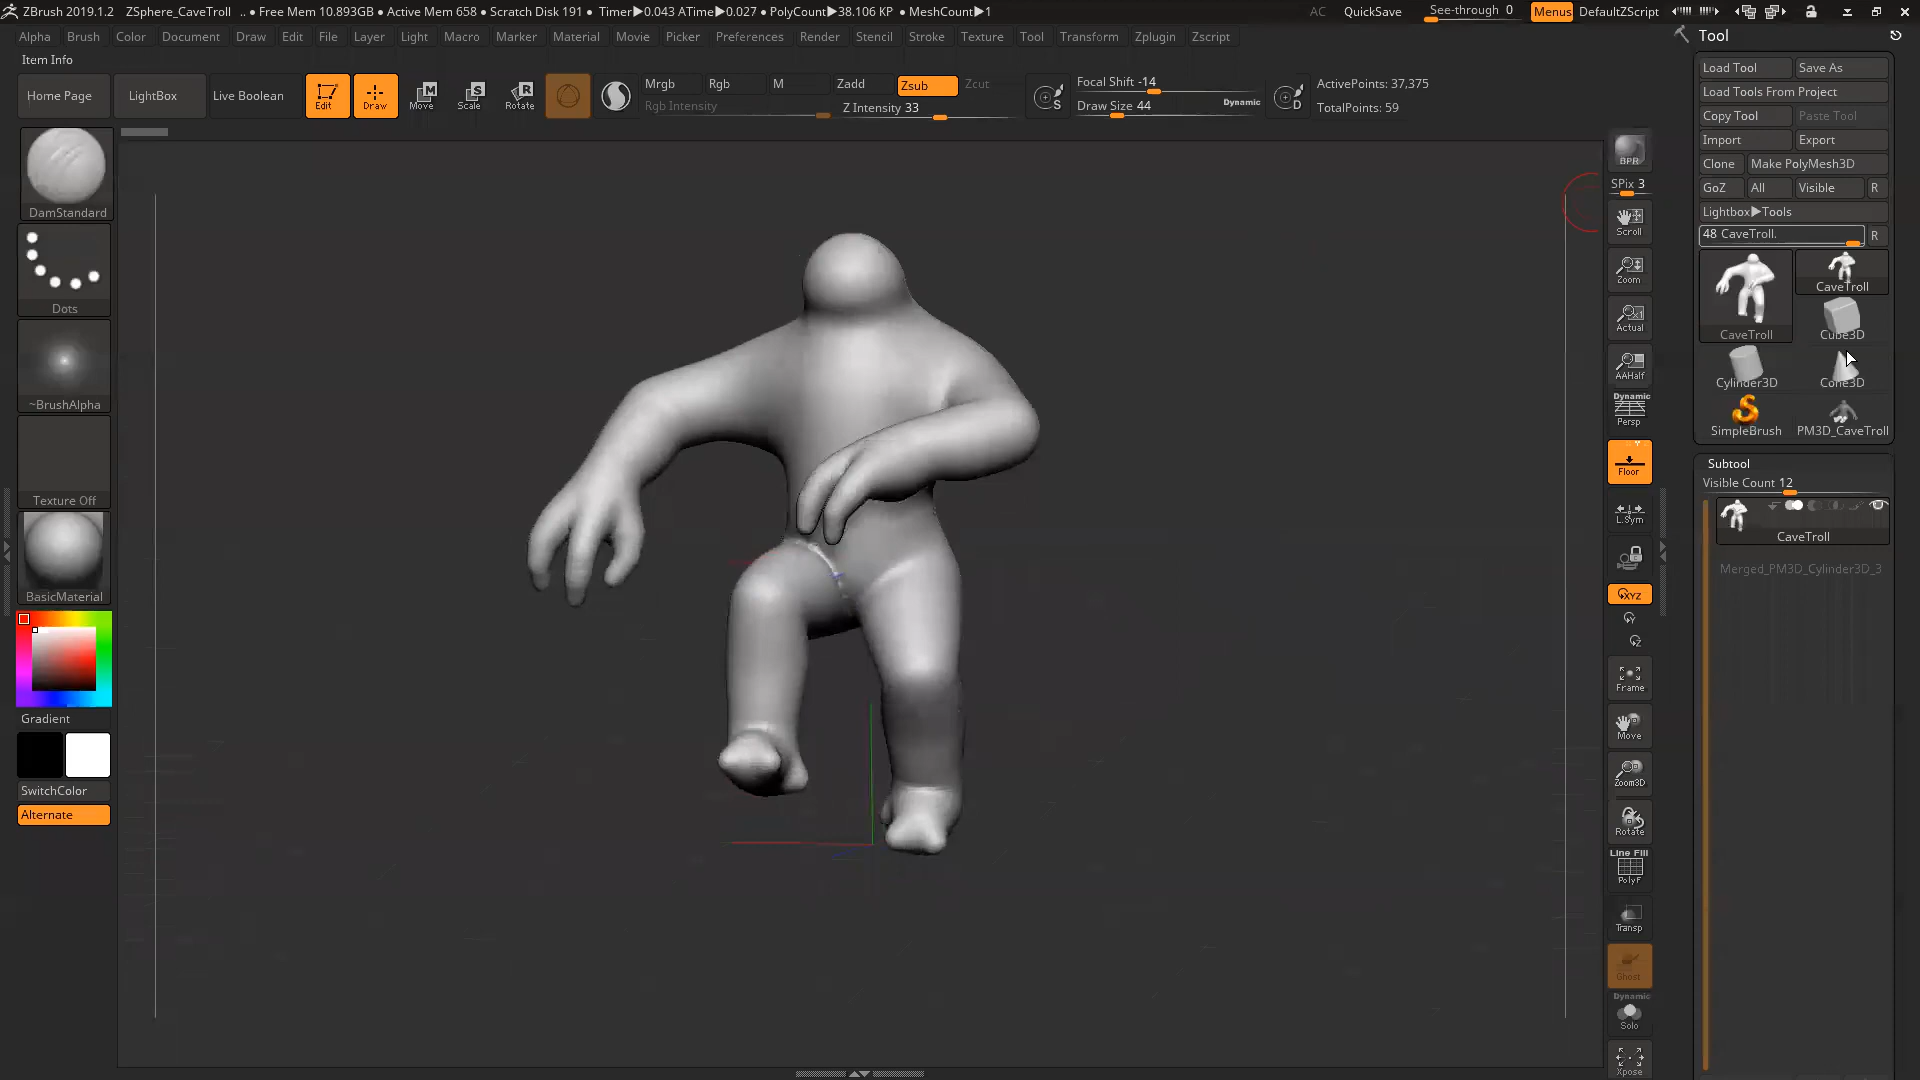 ZBrush 2019.1.2 ZSphere_CaveTroll .. ● Free Mem 10.893GB ● Active Mem 658 ● Scratch Disk 191 ● Timer▶0.043 ATime▶0.027 ● PolyCount▶38.106 KP ● MeshCount▶1 AC QuickSave See-through 0 Menus DefaultZScript
Alpha Brush Color Document Draw Edit File Layer Light Macro Marker Material Movie Picker Preferences Render Stencil Stroke Texture Tool Transform Zplugin Zscript
Item Info
Home Page LightBox Live Boolean Edit Draw Move Scale Rotate
Mrgb Rgb M Zadd Zsub Zcut
Rgb Intensity Z Intensity 33
S Focal Shift -14
Draw Size 44 Dynamic
D ActivePoints: 37,375
TotalPoints: 59
DamStandard
Dots
~BrushAlpha
Texture Off
BasicMaterial
Gradient
SwitchColor
Alternate
BPR
SPix 3
Scroll
Zoom
Actual
AAHalf
Dynamic
Persp
Floor
L.Sym
XYZ
Y
Z
Frame
Move
Zoom3D
Rotate
Line Fill
PolyF
Transp
Ghost
Dynamic
Solo
Xpose
Tool
Load Tool Save As
Load Tools From Project
Copy Tool Paste Tool
Import Export
Clone Make PolyMesh3D
GoZ All Visible R
Lightbox▶Tools
48 CaveTroll. R
CaveTroll CaveTroll
Cube3D
Cylinder3D Cone3D
SimpleBrush PM3D_CaveTroll
Subtool
Visible Count 12
CaveTroll
Merged_PM3D_Cylinder3D_3